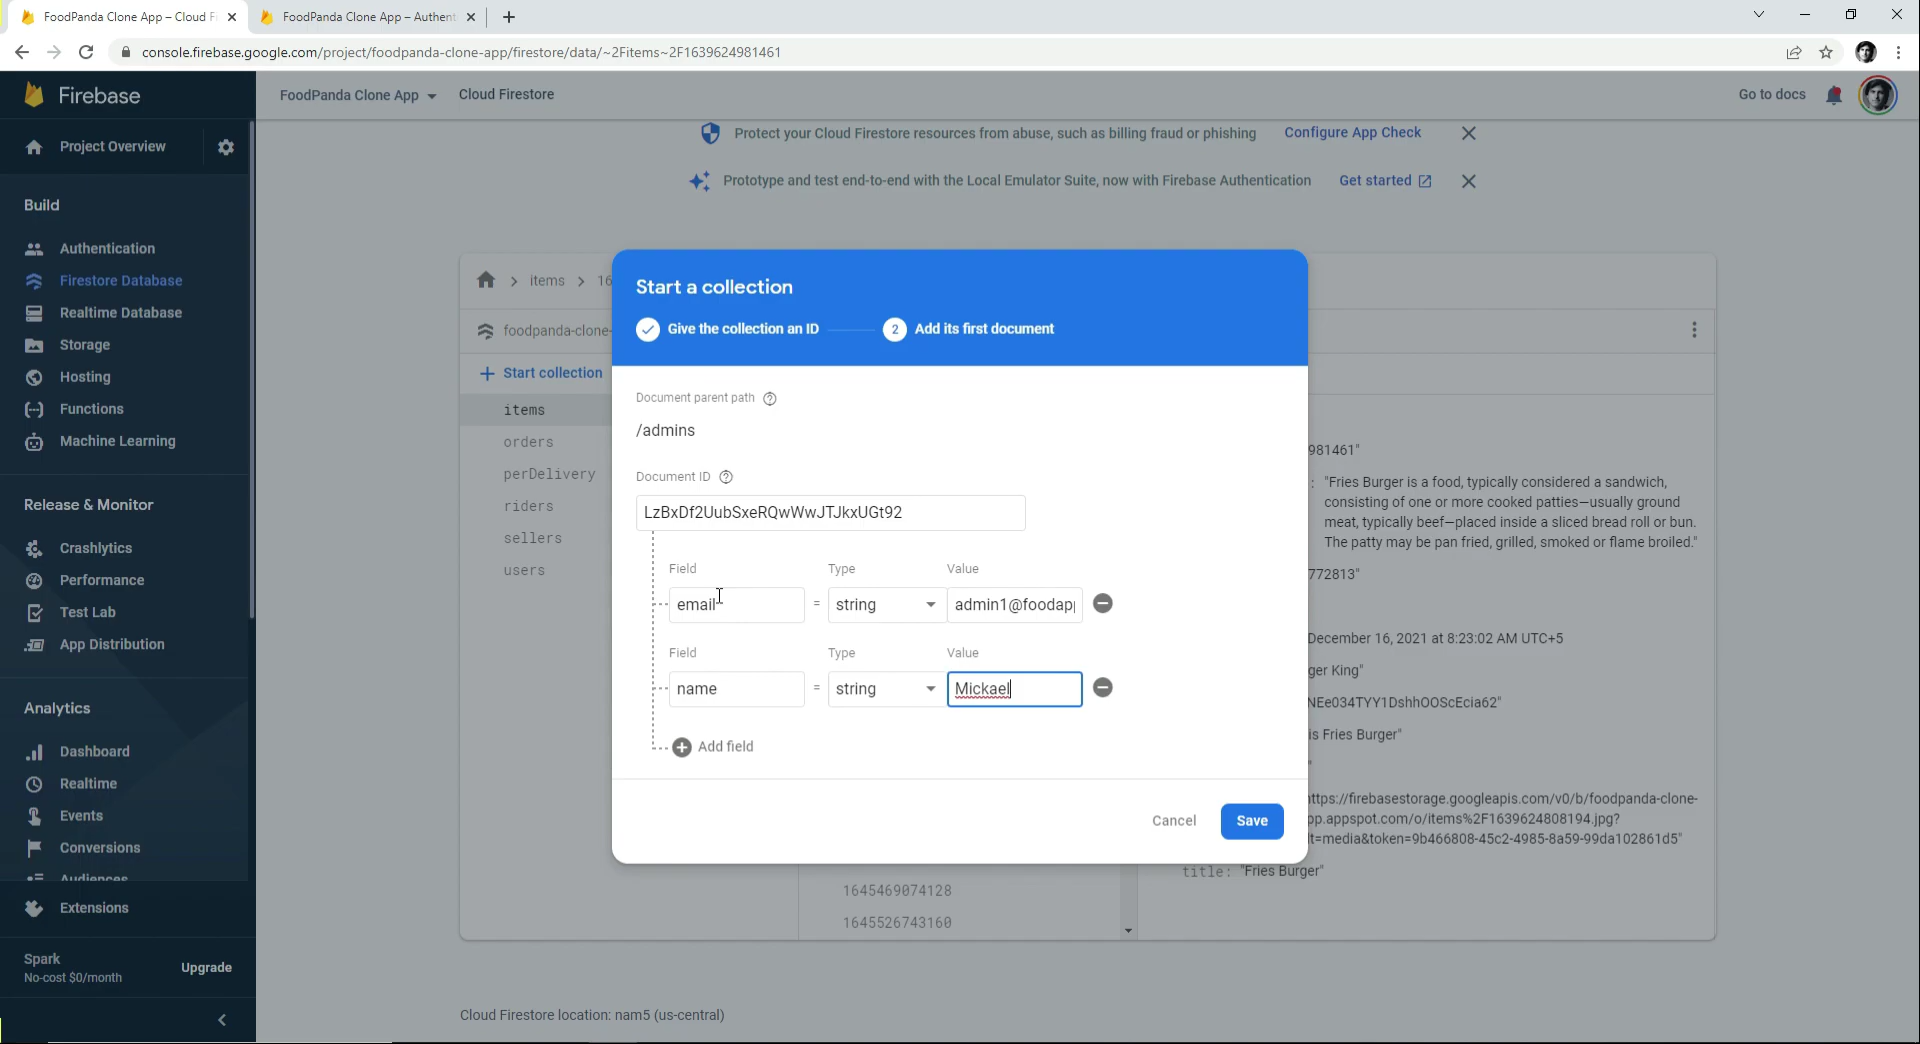 FoodPanda Clone App – Cloud Fi
FoodPanda Clone App – Authent
console.firebase.google.com/project/foodpanda-clone-app/firestore/data/~2Fitems~2F1639624981461
Firebase
FoodPanda Clone App
Cloud Firestore
Go to docs
Project Overview
Protect your Cloud Firestore resources from abuse, such as billing fraud or phishing
Configure App Check
Prototype and test end-to-end with the Local Emulator Suite, now with Firebase Authentication
Get started
Build
Authentication
Firestore Database
Realtime Database
Storage
Hosting
Functions
Machine Learning
Release & Monitor
Crashlytics
Performance
Test Lab
App Distribution
Analytics
Dashboard
Realtime
Events
Conversions
Audiences
Extensions
Spark
No-cost $0/month
Upgrade
items
16
foodpanda-clone-
Start collection
items
orders
perDelivery
riders
sellers
users
Start a collection
Give the collection an ID
2 Add its first document
Document parent path
/admins
Document ID
LzBxDf2UubSxeRQwWwJTJkxUGt92
Field Type Value
email = string admin1@foodap
Field Type Value
name = string Mickael
Add field
Cancel
Save
981461"
: "Fries Burger is a food, typically considered a sandwich,
consisting of one or more cooked patties—usually ground
meat, typically beef—placed inside a sliced bread roll or bun.
The patty may be pan fried, grilled, smoked or flame broiled."
772813"
December 16, 2021 at 8:23:02 AM UTC+5
ger King"
NEe034TYY1DshhOOScEcia62"
is Fries Burger"
"
https://firebasestorage.googleapis.com/v0/b/foodpanda-clone-
pp.appspot.com/o/items%2F1639624808194.jpg?
lt=media&token=9b466808-45c2-4985-8a59-99da102861d5"
title: "Fries Burger"
1645469074128
1645526743160
Cloud Firestore location: nam5 (us-central)